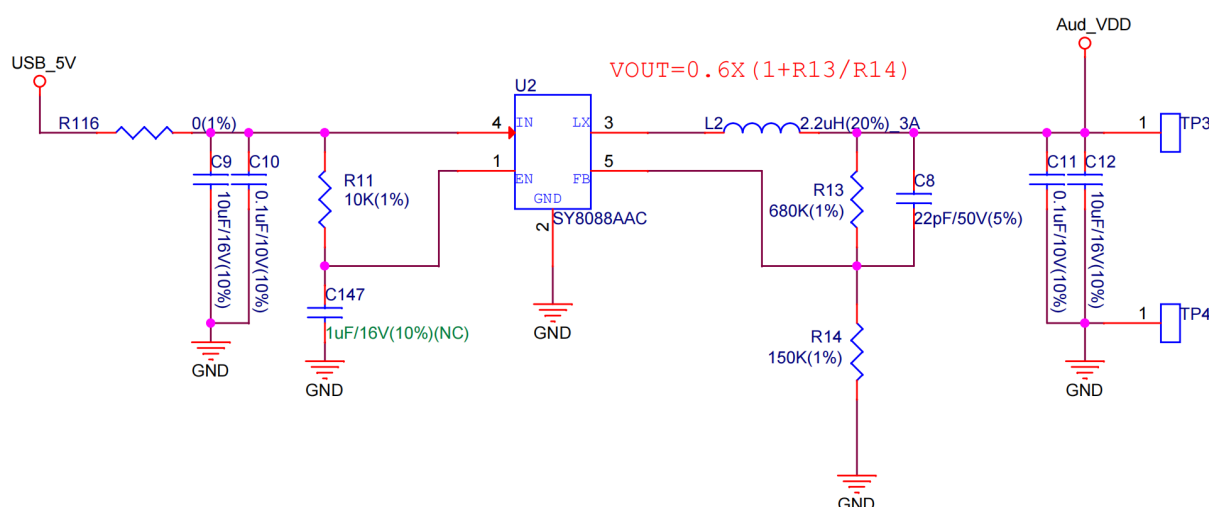 Aud_VDD
USB_5V
VOUT=0.6X(1+R13/R14)
U2
R116
0(1%)
4
IN
LX
3
L2
2.2uH(20%)_3A
1
TP3
C9
10uF/16V(10%)
C10
0.1uF/10V(10%)
R11
10K(1%)
1
EN
FB
5
GND
2
SY8088AAC
R13
680K(1%)
C8
22pF/50V(5%)
C11
0.1uF/10V(10%)
C12
10uF/16V(10%)
C147
1uF/16V(10%)(NC)
GND
R14
150K(1%)
1
TP4
GND
GND
GND
GND